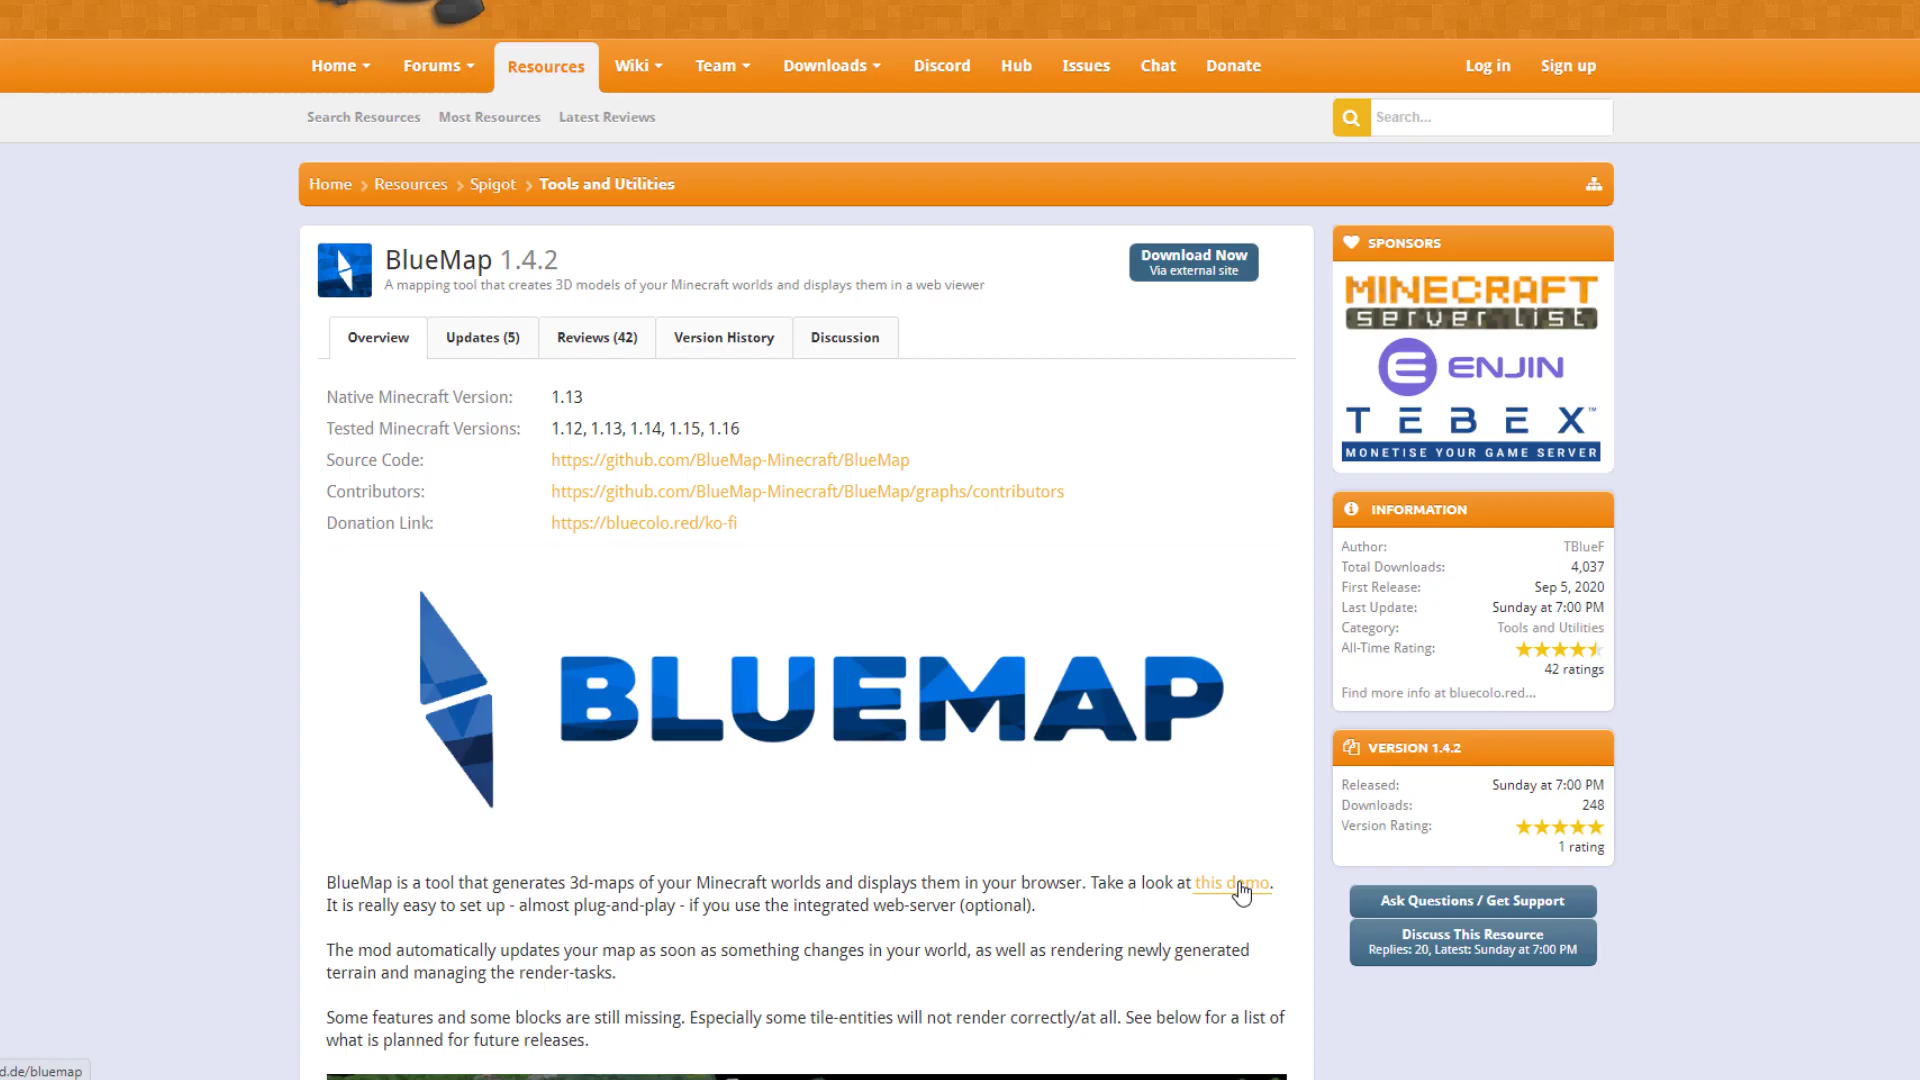 Home Forums Resources Wiki Team Downloads Discord Hub Issues Chat Donate Log in Sign up
Search Resources Most Resources Latest Reviews Search...
Home Resources Spigot Tools and Utilities
BlueMap 1.4.2
A mapping tool that creates 3D models of your Minecraft worlds and displays them in a web viewer
Download Now
Via external site
Overview Updates (5) Reviews (42) Version History Discussion
Native Minecraft Version: 1.13
Tested Minecraft Versions: 1.12, 1.13, 1.14, 1.15, 1.16
Source Code: https://github.com/BlueMap-Minecraft/BlueMap
Contributors: https://github.com/BlueMap-Minecraft/BlueMap/graphs/contributors
Donation Link: https://bluecolo.red/ko-fi
BLUEMAP
BlueMap is a tool that generates 3d-maps of your Minecraft worlds and displays them in your browser. Take a look at this demo.
It is really easy to set up - almost plug-and-play - if you use the integrated web-server (optional).
The mod automatically updates your map as soon as something changes in your world, as well as rendering newly generated
terrain and managing the render-tasks.
Some features and some blocks are still missing. Especially some tile-entities will not render correctly/at all. See below for a list of
what is planned for future releases.
SPONSORS
MINECRAFT
server list
ENJIN
TEBEX™
MONETISE YOUR GAME SERVER
INFORMATION
Author: TBlueF
Total Downloads: 4,037
First Release: Sep 5, 2020
Last Update: Sunday at 7:00 PM
Category: Tools and Utilities
All-Time Rating:
42 ratings
Find more info at bluecolo.red...
VERSION 1.4.2
Released: Sunday at 7:00 PM
Downloads: 248
Version Rating:
1 rating
Ask Questions / Get Support
Discuss This Resource
Replies: 20, Latest: Sunday at 7:00 PM
d.de/bluemap